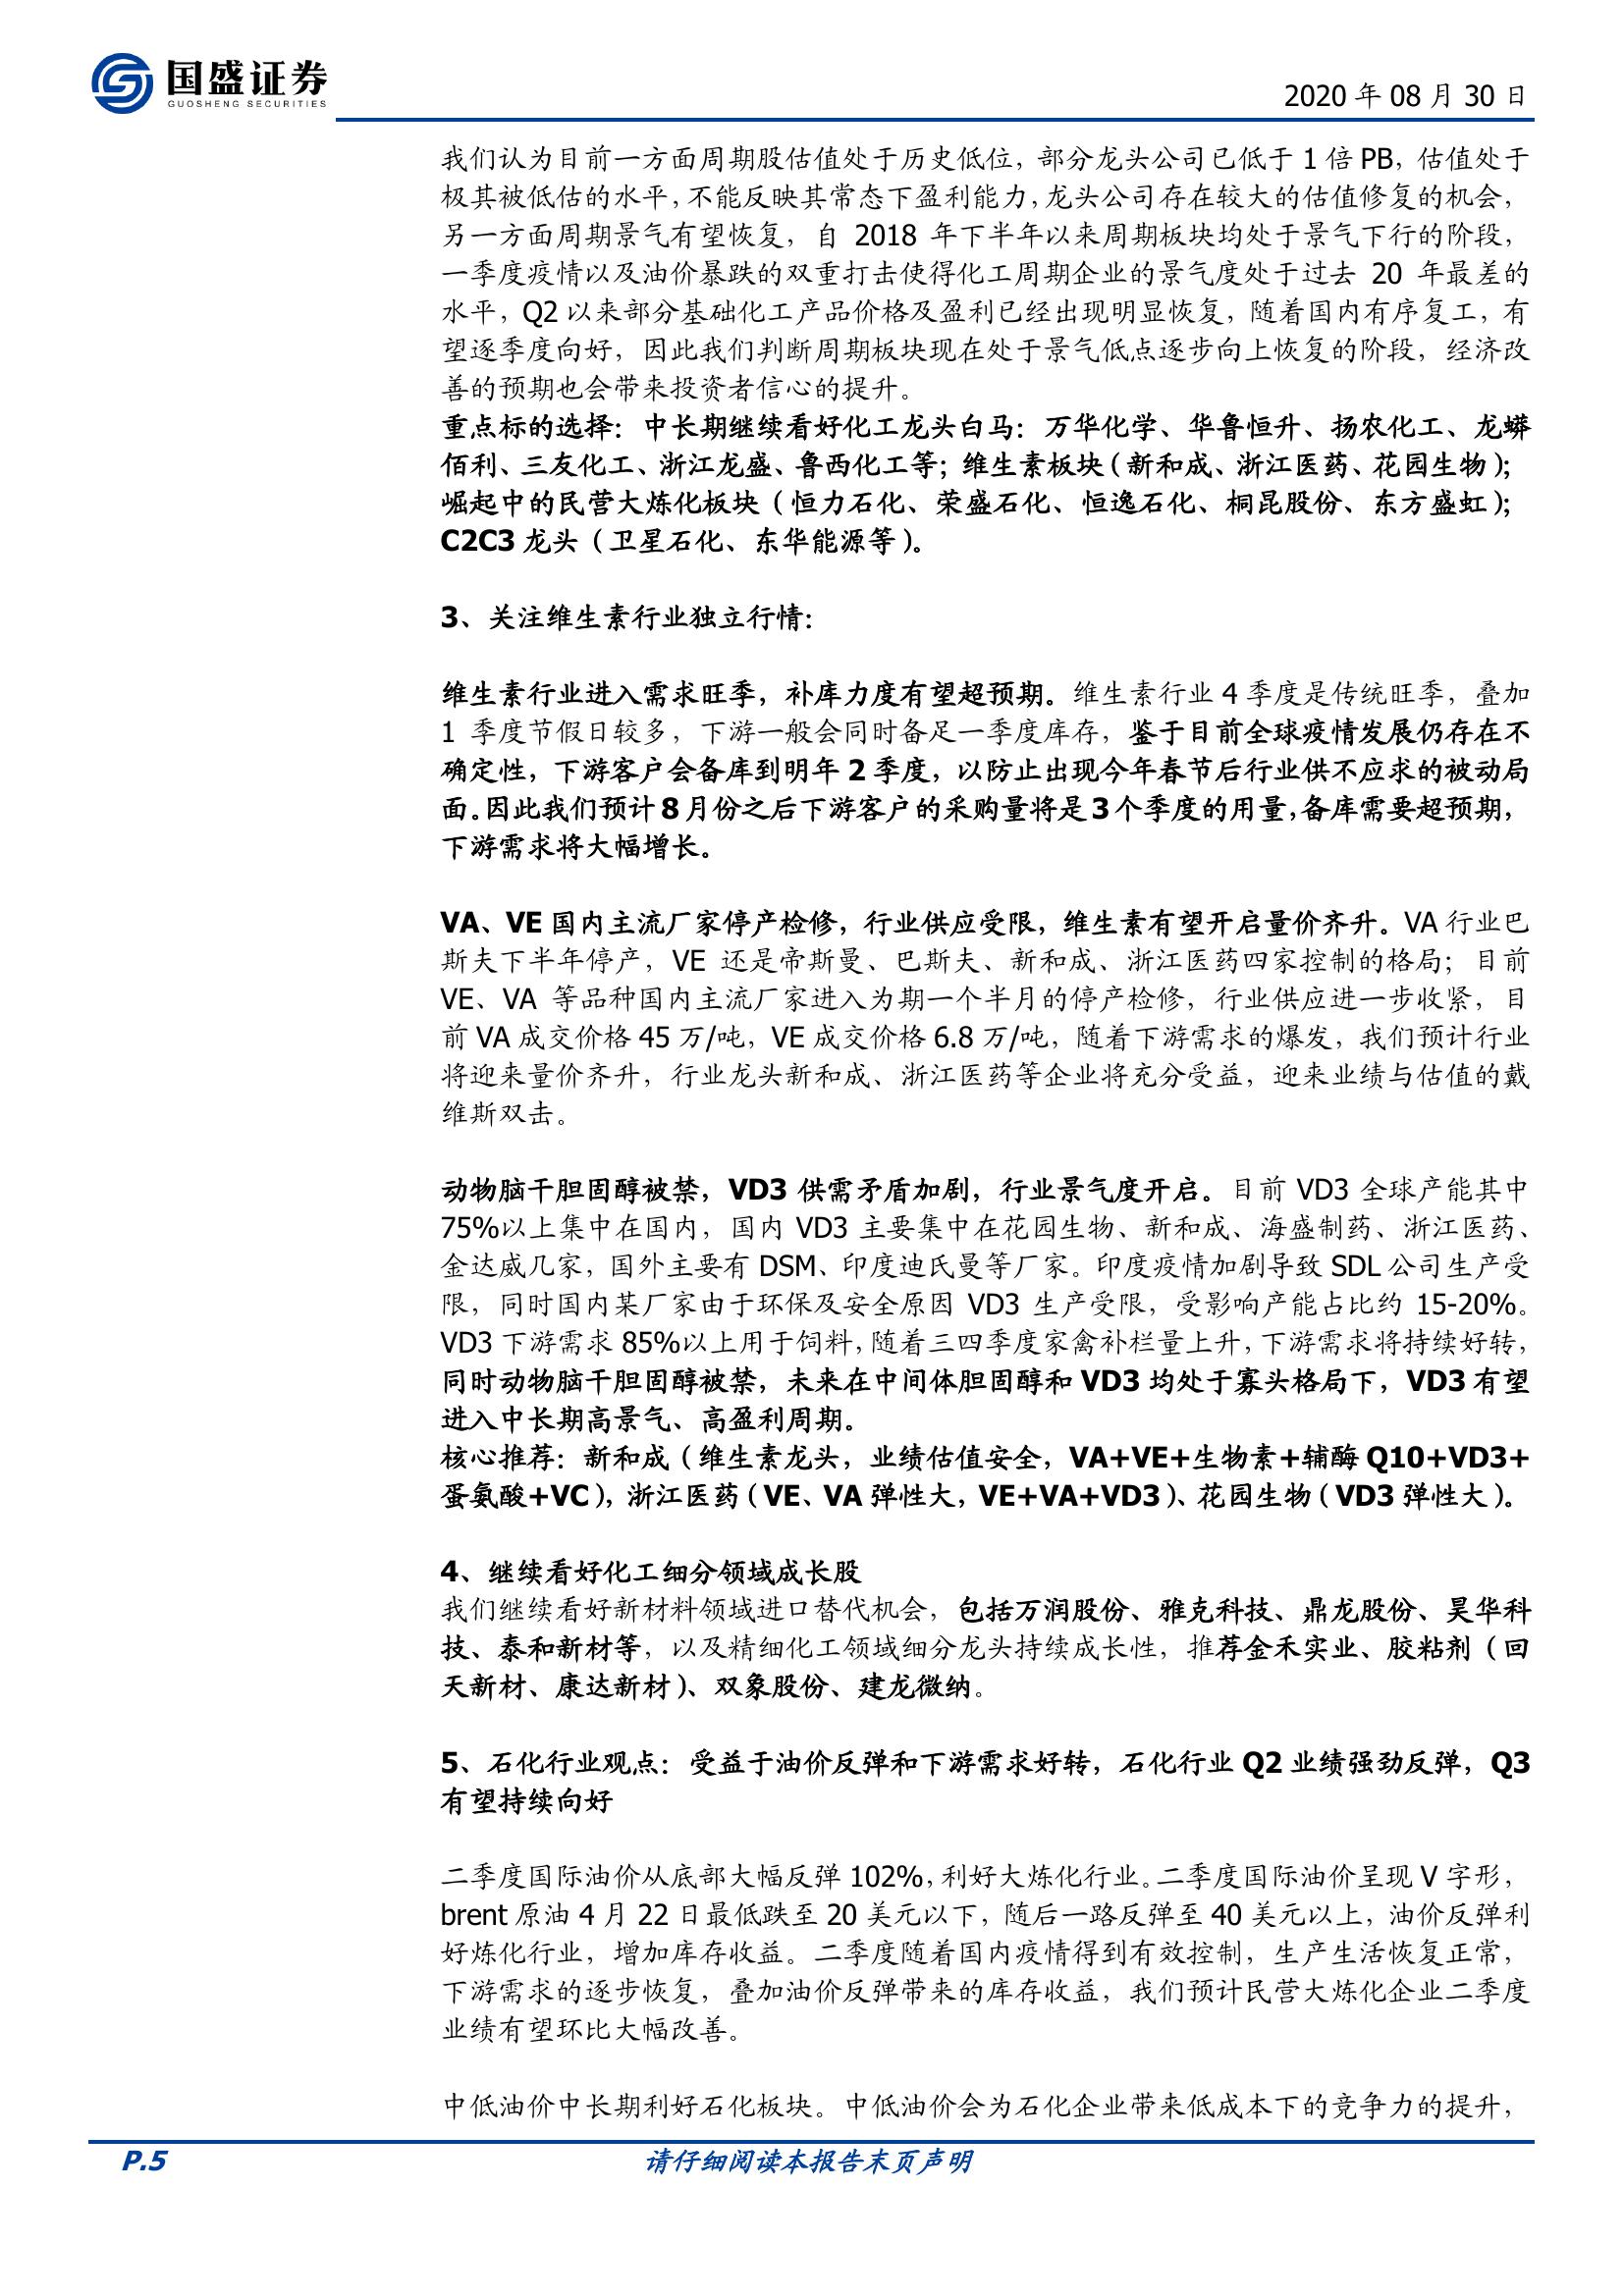 国盛证券
GUOSHENG SECURITIES
2020 年 08 月 30 日
我们认为目前一方面周期股估值处于历史低位，部分龙头公司已低于 1 倍 PB，估值处于
极其被低估的水平，不能反映其常态下盈利能力，龙头公司存在较大的估值修复的机会，
另一方面周期景气有望恢复，自 2018 年下半年以来周期板块均处于景气下行的阶段，
一季度疫情以及油价暴跌的双重打击使得化工周期企业的景气度处于过去 20 年最差的
水平，Q2 以来部分基础化工产品价格及盈利已经出现明显恢复，随着国内有序复工，有
望逐季度向好，因此我们判断周期板块现在处于景气低点逐步向上恢复的阶段，经济改
善的预期也会带来投资者信心的提升。
重点标的选择：中长期继续看好化工龙头白马：万华化学、华鲁恒升、扬农化工、龙蟒
佰利、三友化工、浙江龙盛、鲁西化工等；维生素板块（新和成、浙江医药、花园生物）；
崛起中的民营大炼化板块（恒力石化、荣盛石化、恒逸石化、桐昆股份、东方盛虹）；
C2C3 龙头（卫星石化、东华能源等）。
3、关注维生素行业独立行情：
维生素行业进入需求旺季，补库力度有望超预期。维生素行业 4 季度是传统旺季，叠加
1 季度节假日较多，下游一般会同时备足一季度库存，鉴于目前全球疫情发展仍存在不
确定性，下游客户会备库到明年 2 季度，以防止出现今年春节后行业供不应求的被动局
面。因此我们预计 8 月份之后下游客户的采购量将是 3 个季度的用量，备库需要超预期，
下游需求将大幅增长。
VA、VE 国内主流厂家停产检修，行业供应受限，维生素有望开启量价齐升。VA 行业巴
斯夫下半年停产，VE 还是帝斯曼、巴斯夫、新和成、浙江医药四家控制的格局；目前
VE、VA 等品种国内主流厂家进入为期一个半月的停产检修，行业供应进一步收紧，目
前 VA 成交价格 45 万/吨，VE 成交价格 6.8 万/吨，随着下游需求的爆发，我们预计行业
将迎来量价齐升，行业龙头新和成、浙江医药等企业将充分受益，迎来业绩与估值的戴
维斯双击。
动物脑干胆固醇被禁，VD3 供需矛盾加剧，行业景气度开启。目前 VD3 全球产能其中
75%以上集中在国内，国内 VD3 主要集中在花园生物、新和成、海盛制药、浙江医药、
金达威几家，国外主要有 DSM、印度迪氏曼等厂家。印度疫情加剧导致 SDL 公司生产受
限，同时国内某厂家由于环保及安全原因 VD3 生产受限，受影响产能占比约 15-20%。
VD3 下游需求 85%以上用于饲料，随着三四季度家禽补栏量上升，下游需求将持续好转，
同时动物脑干胆固醇被禁，未来在中间体胆固醇和 VD3 均处于寡头格局下，VD3 有望
进入中长期高景气、高盈利周期。
核心推荐：新和成（维生素龙头，业绩估值安全，VA+VE+生物素+辅酶 Q10+VD3+
蛋氨酸+VC），浙江医药（VE、VA 弹性大，VE+VA+VD3）、花园生物（VD3 弹性大）。
4、继续看好化工细分领域成长股
我们继续看好新材料领域进口替代机会，包括万润股份、雅克科技、鼎龙股份、昊华科
技、泰和新材等，以及精细化工领域细分龙头持续成长性，推荐金禾实业、胶粘剂（回
天新材、康达新材）、双象股份、建龙微纳。
5、石化行业观点：受益于油价反弹和下游需求好转，石化行业 Q2 业绩强劲反弹，Q3
有望持续向好
二季度国际油价从底部大幅反弹 102%，利好大炼化行业。二季度国际油价呈现 V 字形，
brent 原油 4 月 22 日最低跌至 20 美元以下，随后一路反弹至 40 美元以上，油价反弹利
好炼化行业，增加库存收益。二季度随着国内疫情得到有效控制，生产生活恢复正常，
下游需求的逐步恢复，叠加油价反弹带来的库存收益，我们预计民营大炼化企业二季度
业绩有望环比大幅改善。
中低油价中长期利好石化板块。中低油价会为石化企业带来低成本下的竞争力的提升，
P.5
请仔细阅读本报告末页声明